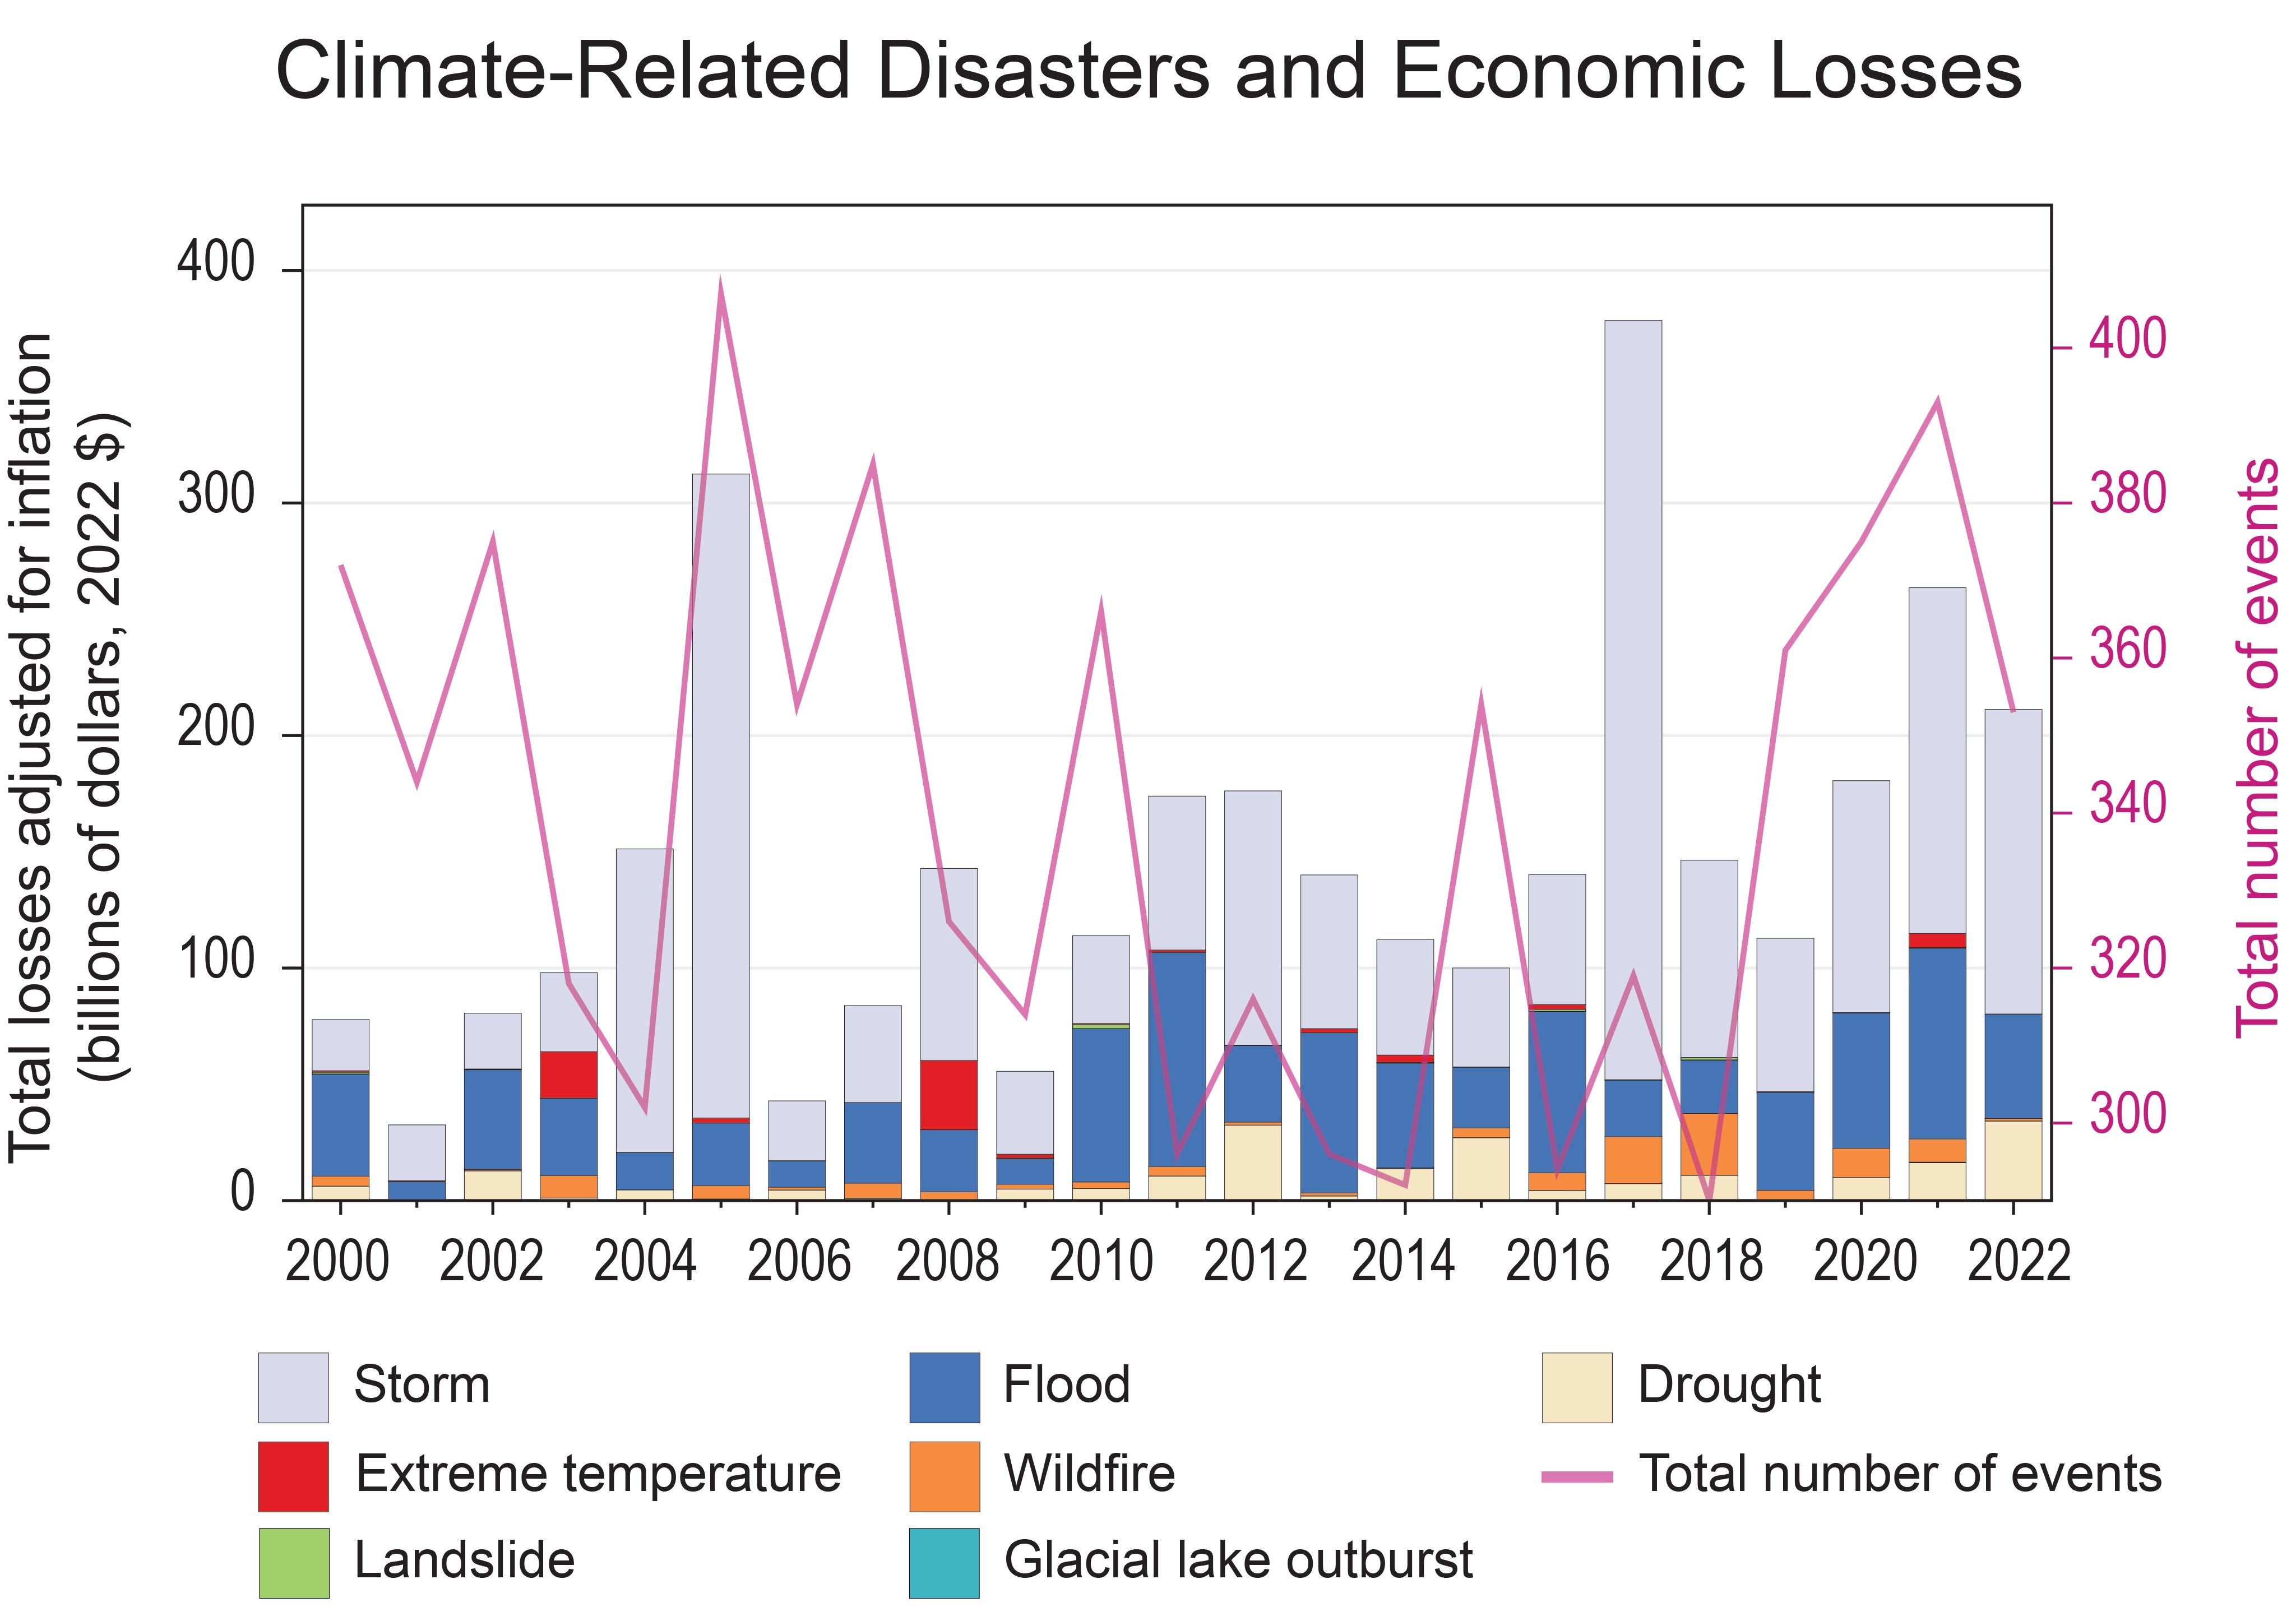 Climate-Related Disasters and Economic Losses
Total losses adjusted for inflation
(billions of dollars, 2022 $)
400
300
200
100
0
400
380
360
340
320
300
Total number of events
2000 2002 2004 2006 2008 2010 2012 2014 2016 2018 2020 2022
Storm
Flood
Drought
Extreme temperature
Wildfire
Total number of events
Landslide
Glacial lake outburst